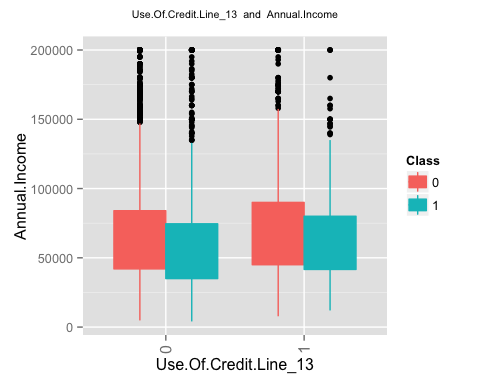 Use.Of.Credit.Line_13 and Annual.Income
200000
150000
100000
50000
0
Annual.Income
0
1
Use.Of.Credit.Line_13
Class
0
1